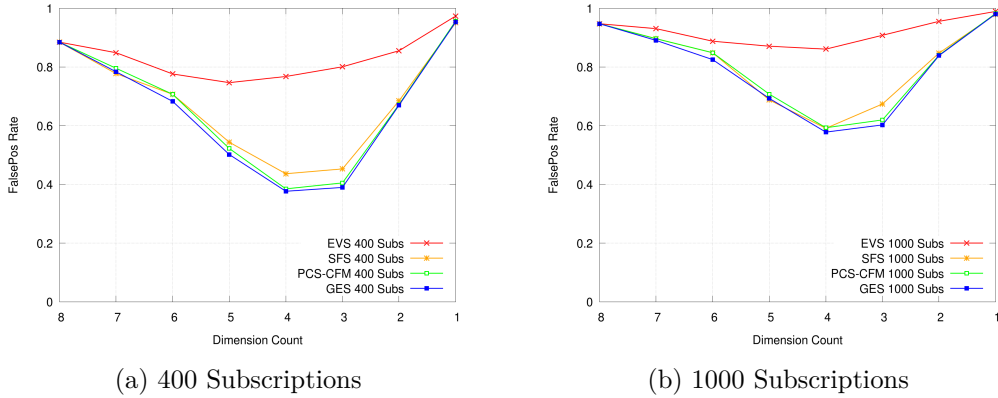 1
0.8
0.6
0.4
0.2
0
FalsePos Rate
EVS 400 Subs
SFS 400 Subs
PCS-CFM 400 Subs
GES 400 Subs
8 7 6 5 4 3 2 1
Dimension Count
(a) 400 Subscriptions
1
0.8
0.6
0.4
0.2
0
FalsePos Rate
EVS 1000 Subs
SFS 1000 Subs
PCS-CFM 1000 Subs
GES 1000 Subs
8 7 6 5 4 3 2 1
Dimension Count
(b) 1000 Subscriptions